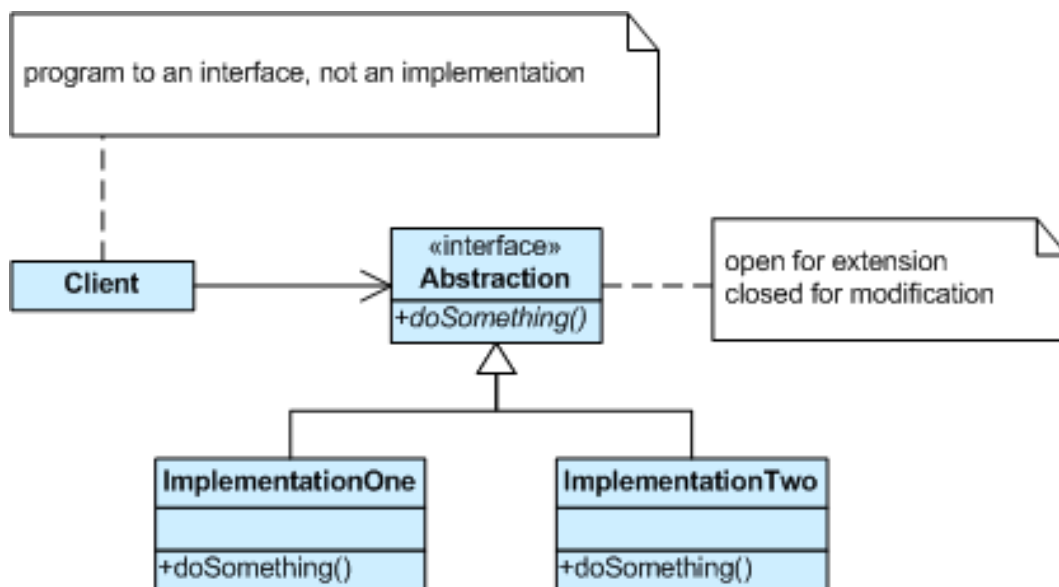 program to an interface, not an implementation
Client
«interface»
Abstraction
+doSomething()
open for extension
closed for modification
ImplementationOne
+doSomething()
ImplementationTwo
+doSomething()